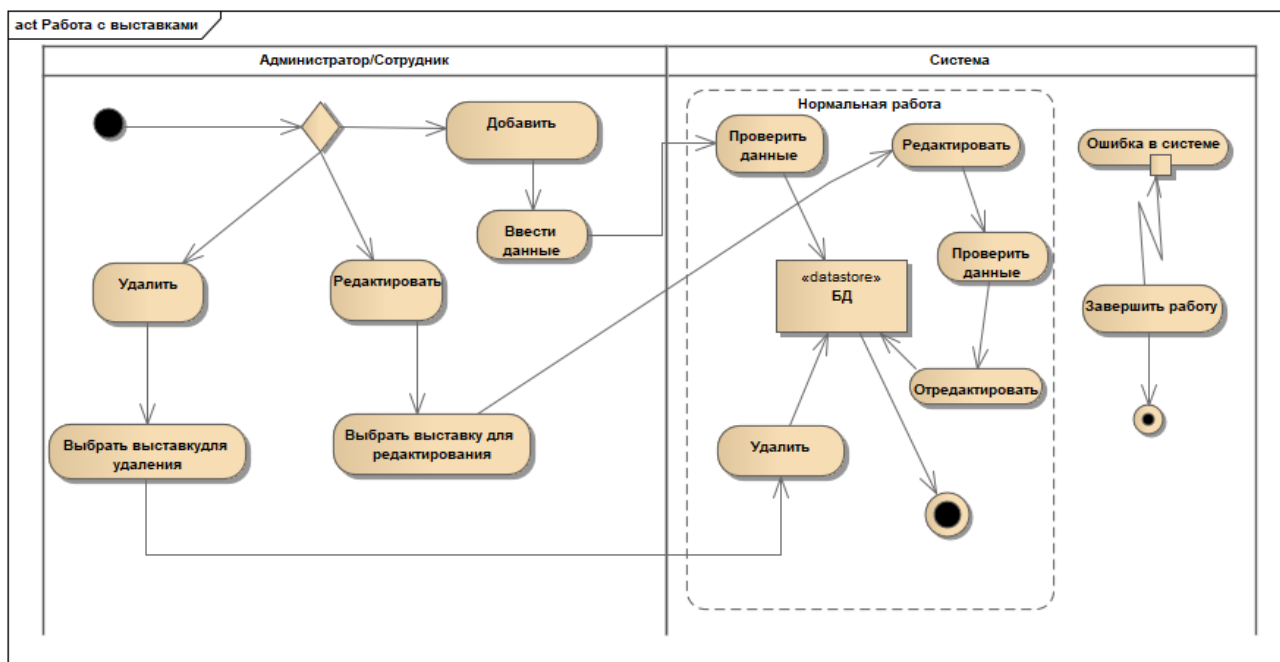 act Работа с выставками
Администратор/Сотрудник
Система
Нормальная работа
Добавить
Проверить
данные
Редактировать
Ошибка в системе
Ввести
данные
Удалить
Редактировать
Проверить
данные
«datastore»
БД
Завершить работу
Отредактировать
Выбрать выставкудля
удаления
Выбрать выставку для
редактирования
Удалить